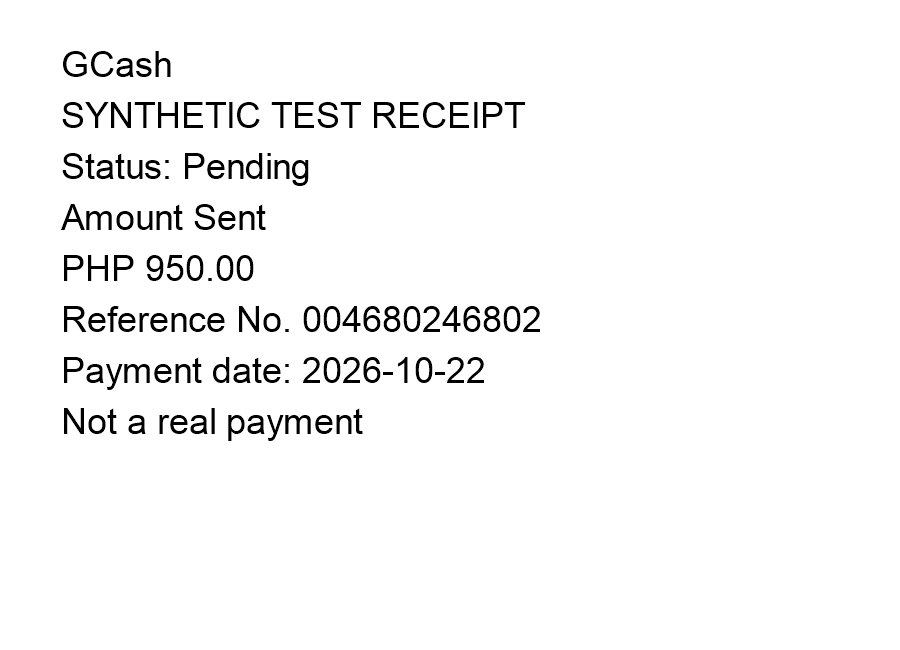 GCash
SYNTHETIC TEST RECEIPT
Status: Pending
Amount Sent
PHP 950.00
Reference No. 004680246802
Payment date: 2026-10-22
Not a real payment